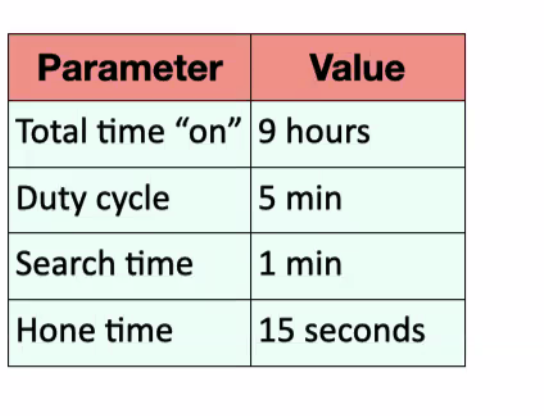 Parameter Value
Total time “on” 9 hours
Duty cycle 5 min
Search time 1 min
Hone time 15 seconds